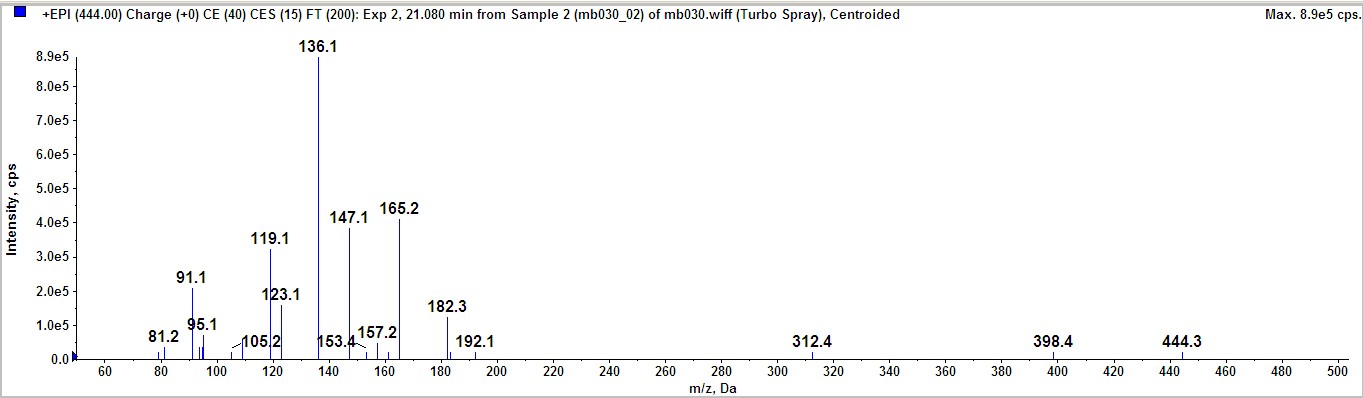 +EPI (444.00) Charge (+0) CE (40) CES (15) FT (200): Exp 2, 21.080 min from Sample 2 (mb030_02) of mb030.wiff (Turbo Spray), Centroided Max. 8.9e5 cps.
136.1
8.9e5
8.0e5
7.0e5
6.0e5
5.0e5
4.0e5
3.0e5
2.0e5
1.0e5
0.0
Intensity, cps
165.2
147.1
119.1
91.1
123.1
182.3
95.1
81.2
105.2
153.4
157.2
192.1
312.4
398.4
444.3
60 80 100 120 140 160 180 200 220 240 260 280 300 320 340 360 380 400 420 440 460 480 500
m/z, Da